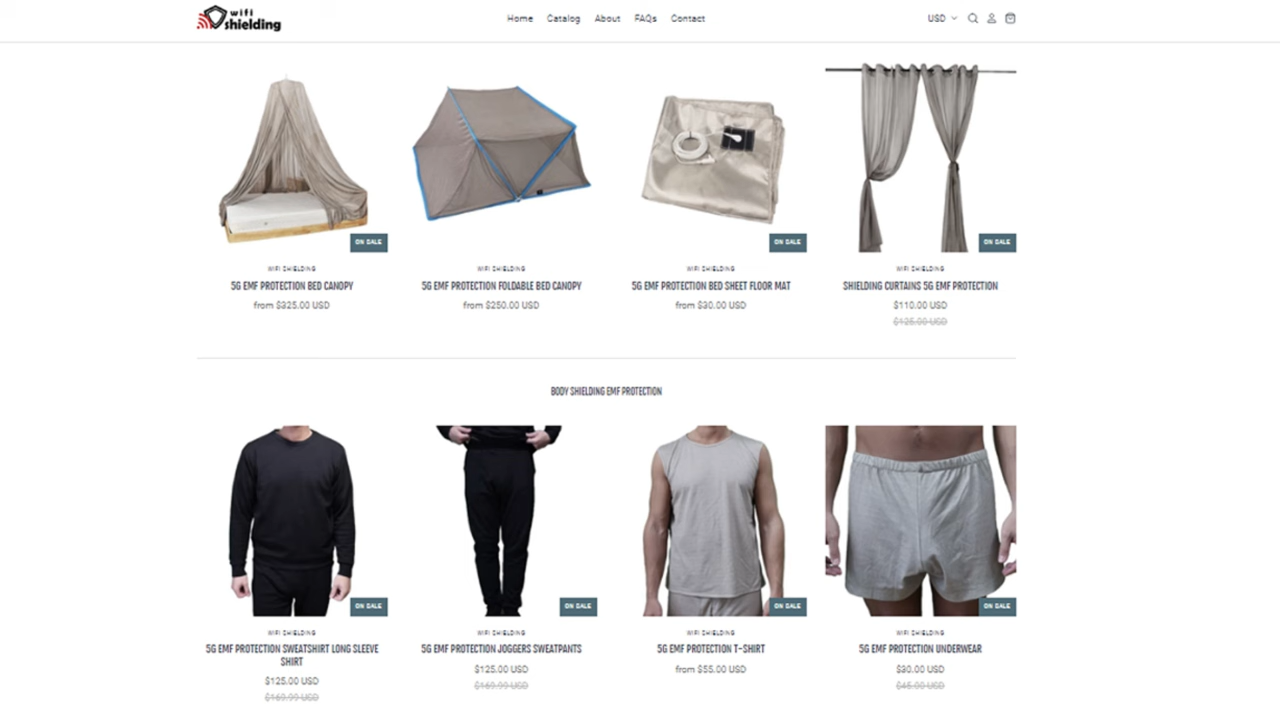 wifi
shielding
Home Catalog About FAQs Contact
USD
ON SALE
ON SALE
ON SALE
WIFI SHIELDING
5G EMF PROTECTION BED CANOPY
from $325.00 USD
WIFI SHIELDING
5G EMF PROTECTION FOLDABLE BED CANOPY
from $250.00 USD
WIFI SHIELDING
5G EMF PROTECTION BED SHEET FLOOR MAT
from $30.00 USD
WIFI SHIELDING
SHIELDING CURTAINS 5G EMF PROTECTION
$110.00 USD
$125.00 USD
BODY SHIELDING EMF PROTECTION
ON SALE
ON SALE
ON SALE
ON SALE
WIFI SHIELDING
5G EMF PROTECTION SWEATSHIRT LONG SLEEVE
SHIRT
$125.00 USD
$169.99 USD
WIFI SHIELDING
5G EMF PROTECTION JOGGERS SWEATPANTS
$125.00 USD
$169.99 USD
WIFI SHIELDING
5G EMF PROTECTION T-SHIRT
from $55.00 USD
WIFI SHIELDING
5G EMF PROTECTION UNDERWEAR
$30.00 USD
$45.00 USD